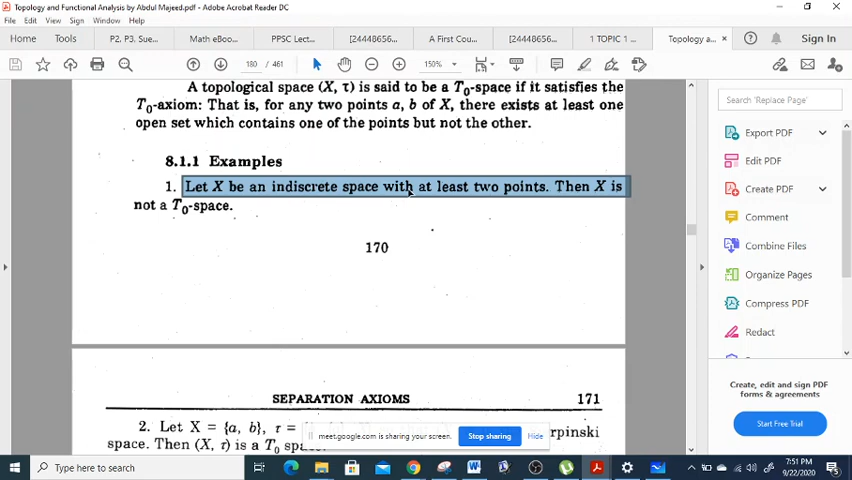 Topology and Functional Analysis by Abdul Majeed.pdf - Adobe Acrobat Reader DC
File Edit View Sign Window Help
Home Tools P2. P3. Sue... Math eBoo... PPSC Lectur... [24448656... A First Cour... [24448656... 1 TOPIC 1 ... Topology a... Sign In
180 / 461 150%
A topological space (X, τ) is said to be a T₀-space if it satisfies the
T₀-axiom: That is, for any two points a, b of X, there exists at least one
open set which contains one of the points but not the other.
8.1.1 Examples
1. Let X be an indiscrete space with at least two points. Then X is
not a T₀-space.
170
SEPARATION AXIOMS 171
2. Let X = {a, b}, τ =
space. Then (X, τ) is a T₀
meet.google.com is sharing your screen. Stop sharing Hide
Search 'Replace Page'
Export PDF
Edit PDF
Create PDF
Comment
Combine Files
Organize Pages
Compress PDF
Redact
Create, edit and sign PDF
forms & agreements
Start Free Trial
Type here to search
7:51 PM
9/22/2020